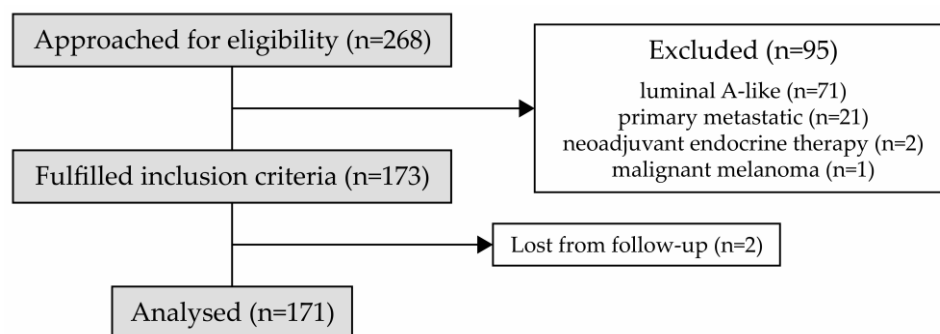 Approached for eligibility (n=268)
Excluded (n=95)
luminal A-like (n=71)
primary metastatic (n=21)
neoadjuvant endocrine therapy (n=2)
malignant melanoma (n=1)
Fulfilled inclusion criteria (n=173)
Lost from follow-up (n=2)
Analysed (n=171)